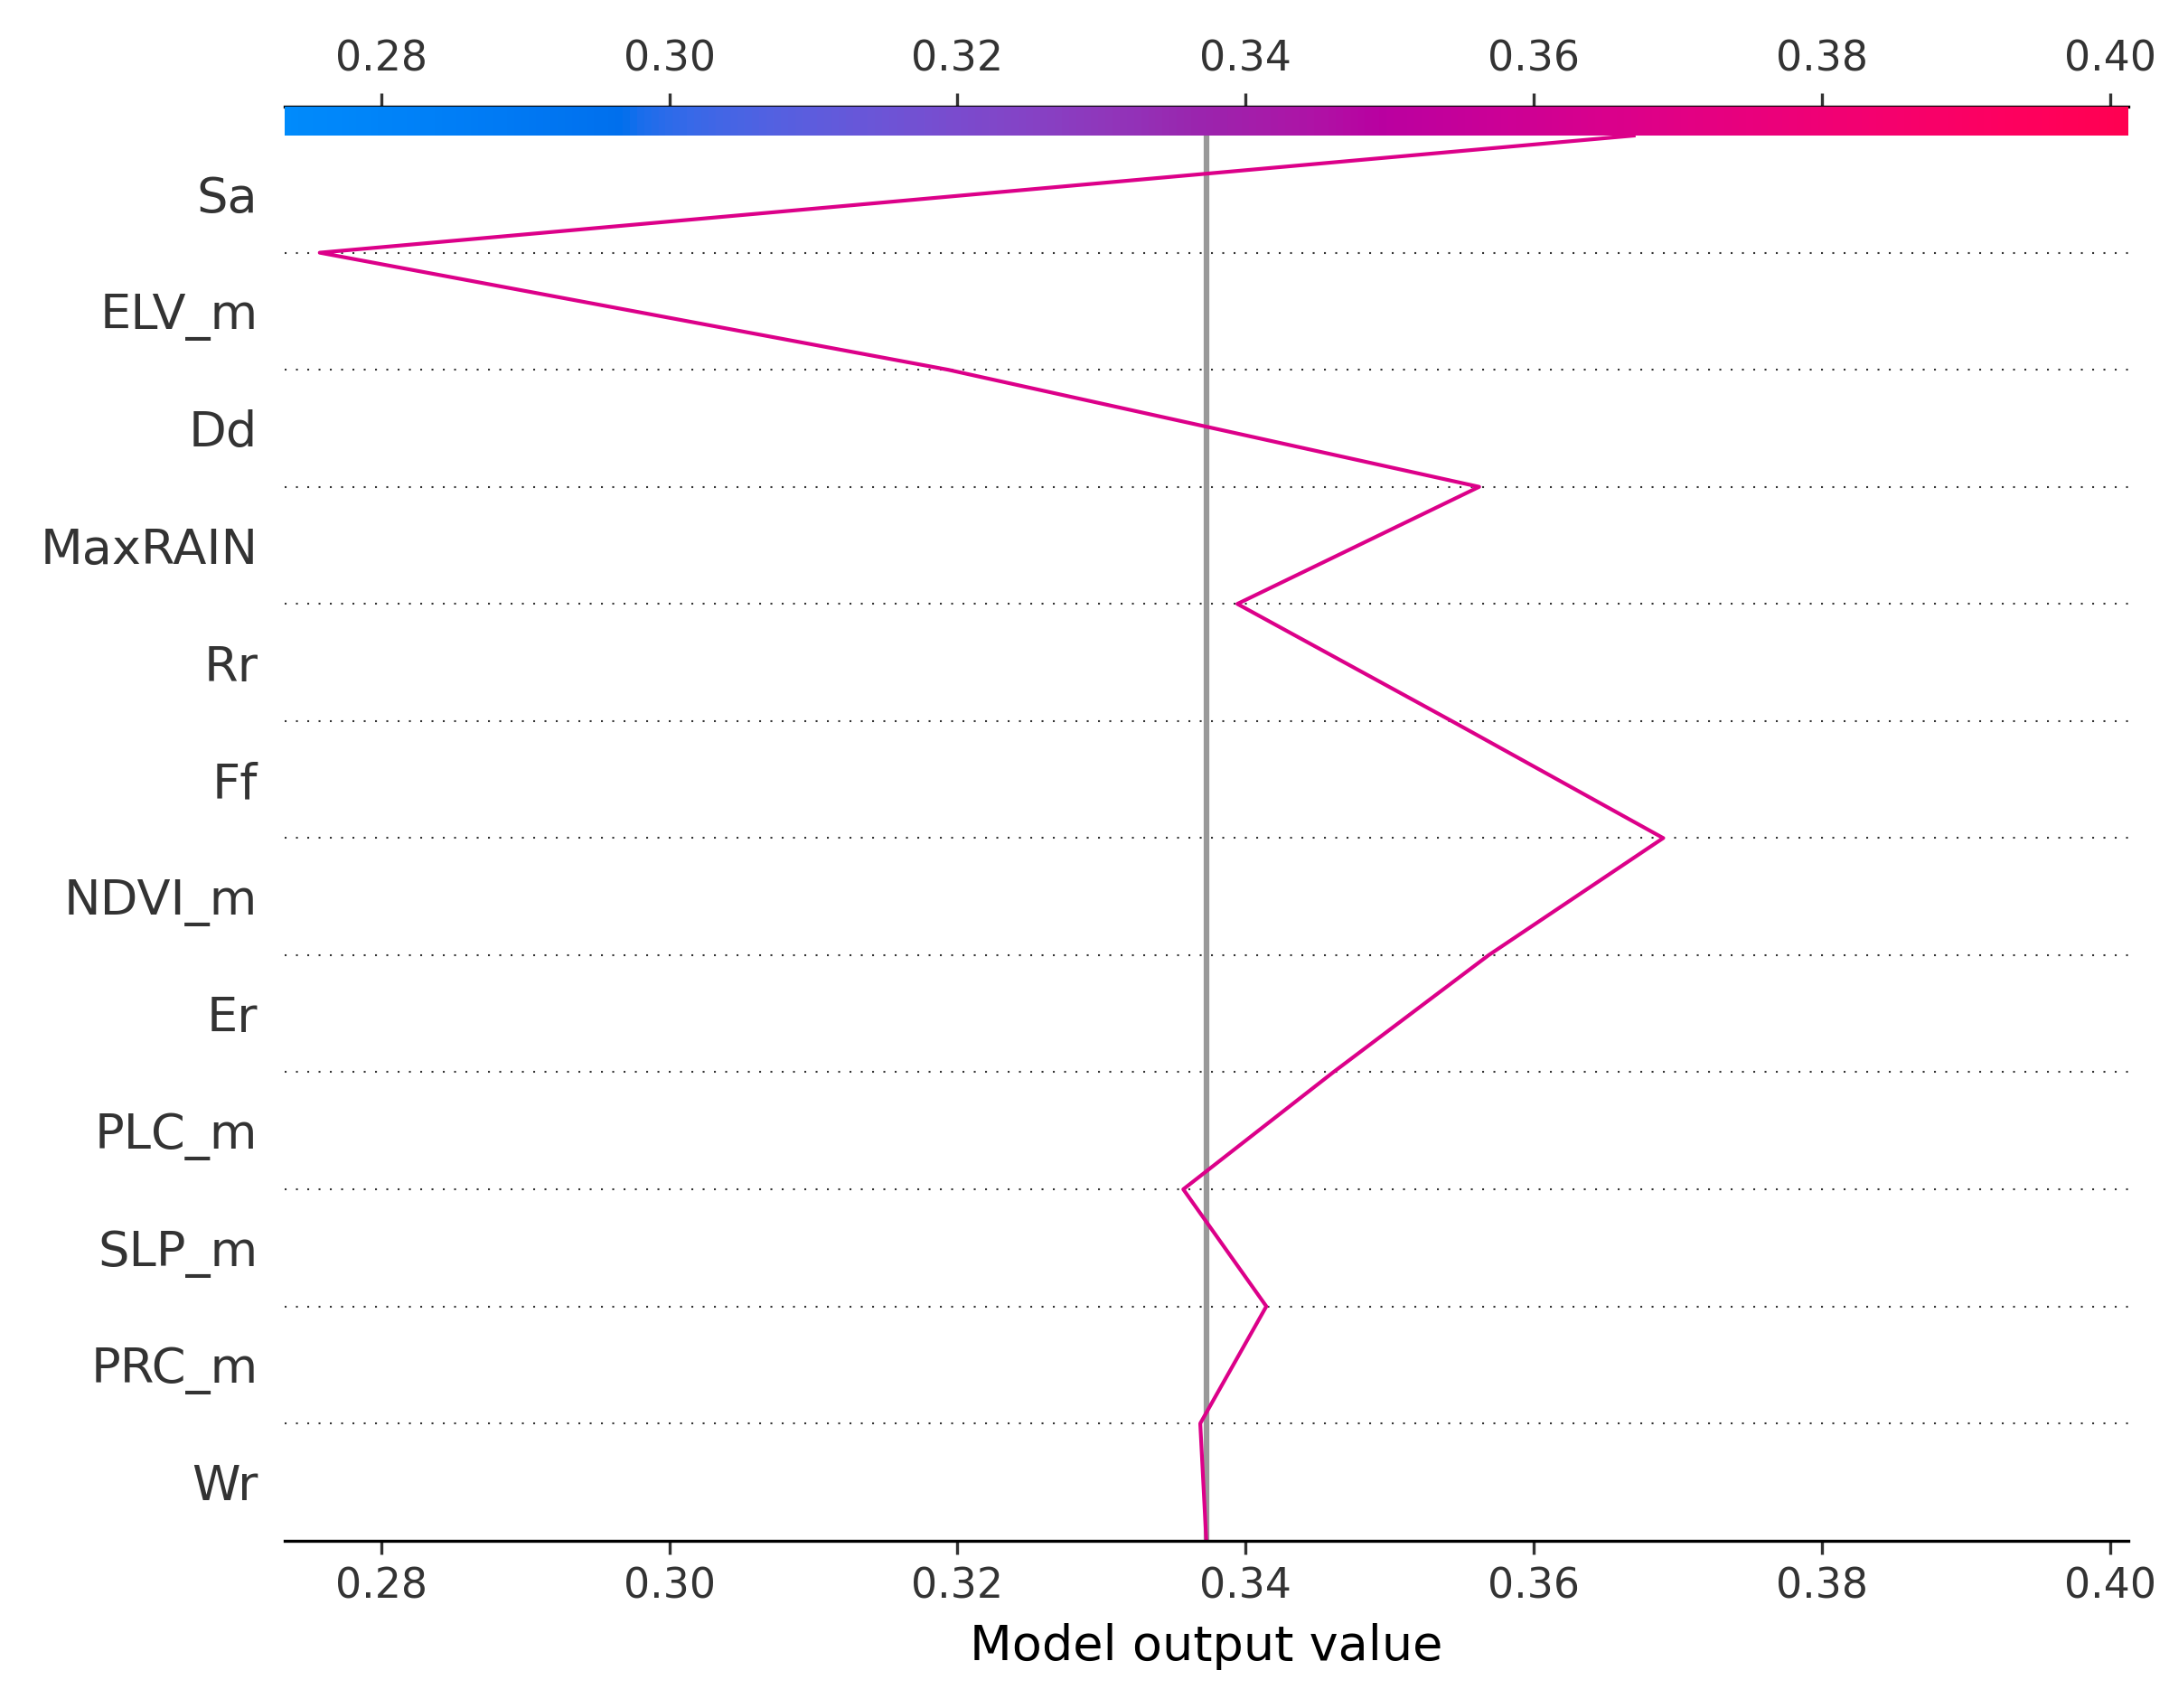 0.28 0.30 0.32 0.34 0.36 0.38 0.40
Sa
ELV_m
Dd
MaxRAIN
Rr
Ff
NDVI_m
Er
PLC_m
SLP_m
PRC_m
Wr
0.28 0.30 0.32 0.34 0.36 0.38 0.40
Model output value